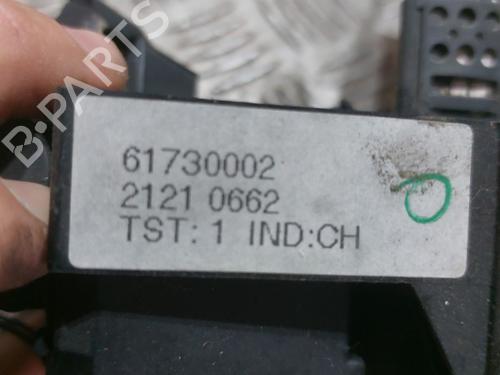 B-PARTS
61730002
2121 0662
TST: 1 IND:CH